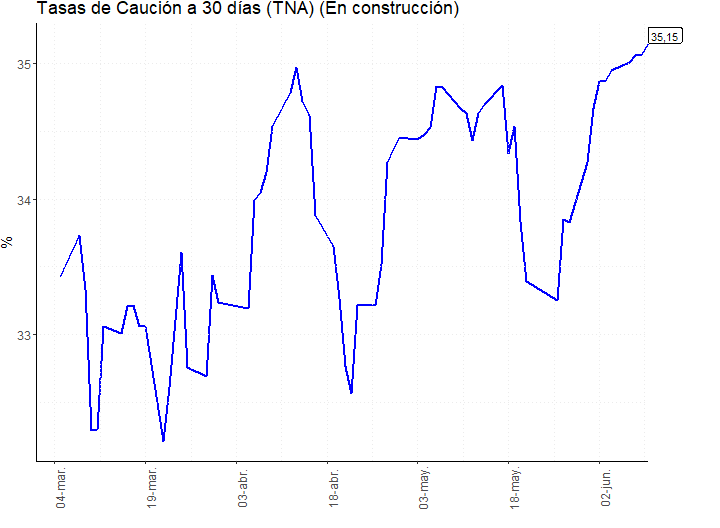 Tasas de Caución a 30 días (TNA) (En construcción)
35,15
35
34
33
%
04-mar.
19-mar.
03-abr.
18-abr.
03-may.
18-may.
02-jun.